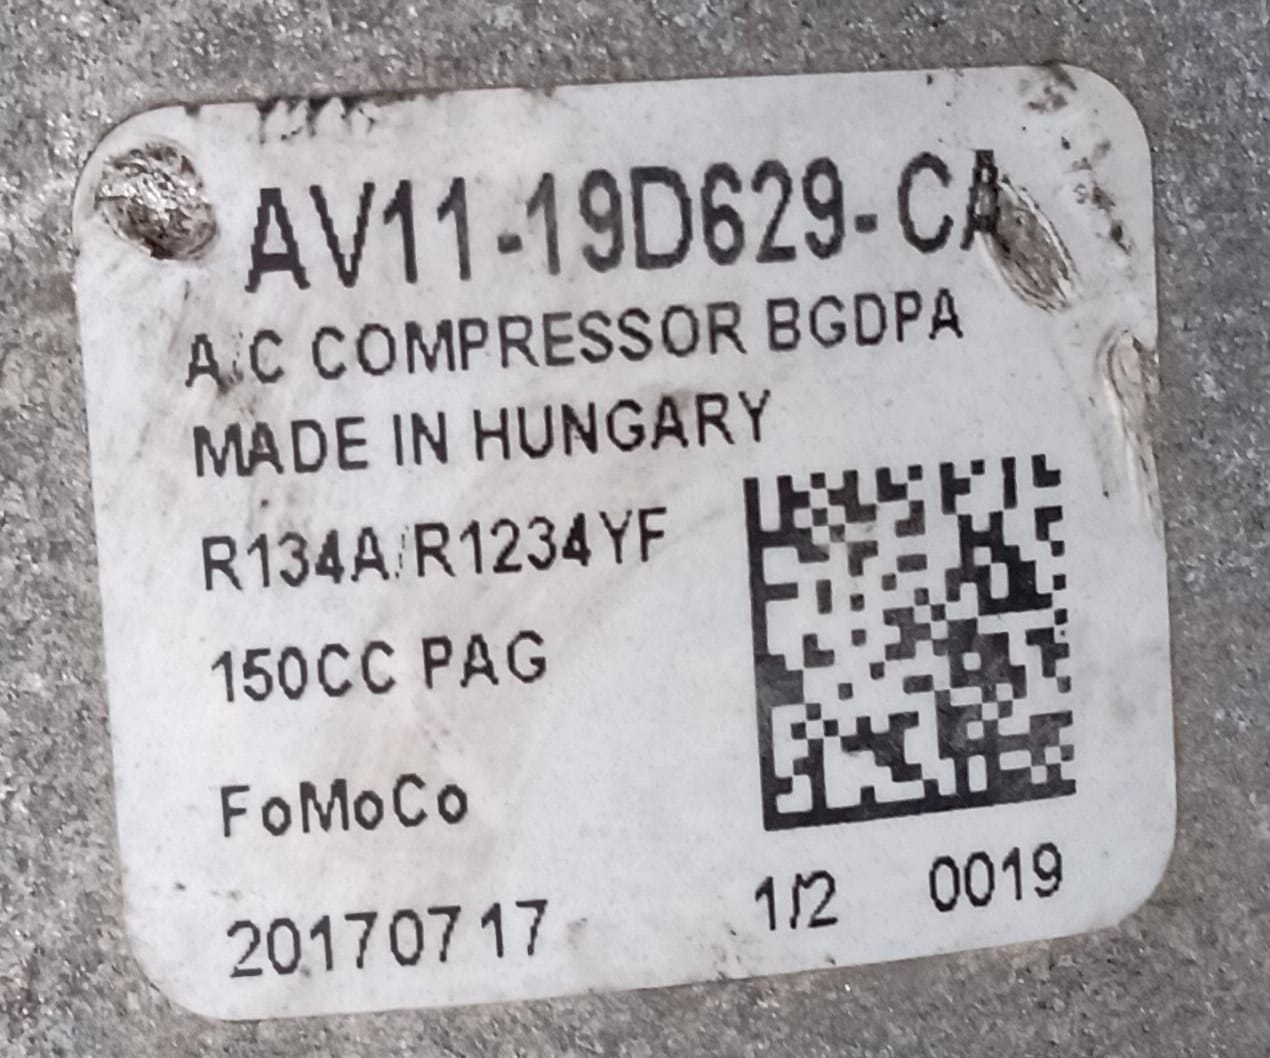 AV11-19D629-CA
A/C COMPRESSOR BGDPA
MADE IN HUNGARY
R134A/R1234YF
150CC PAG
FoMoCo
20170717
1/2 0019